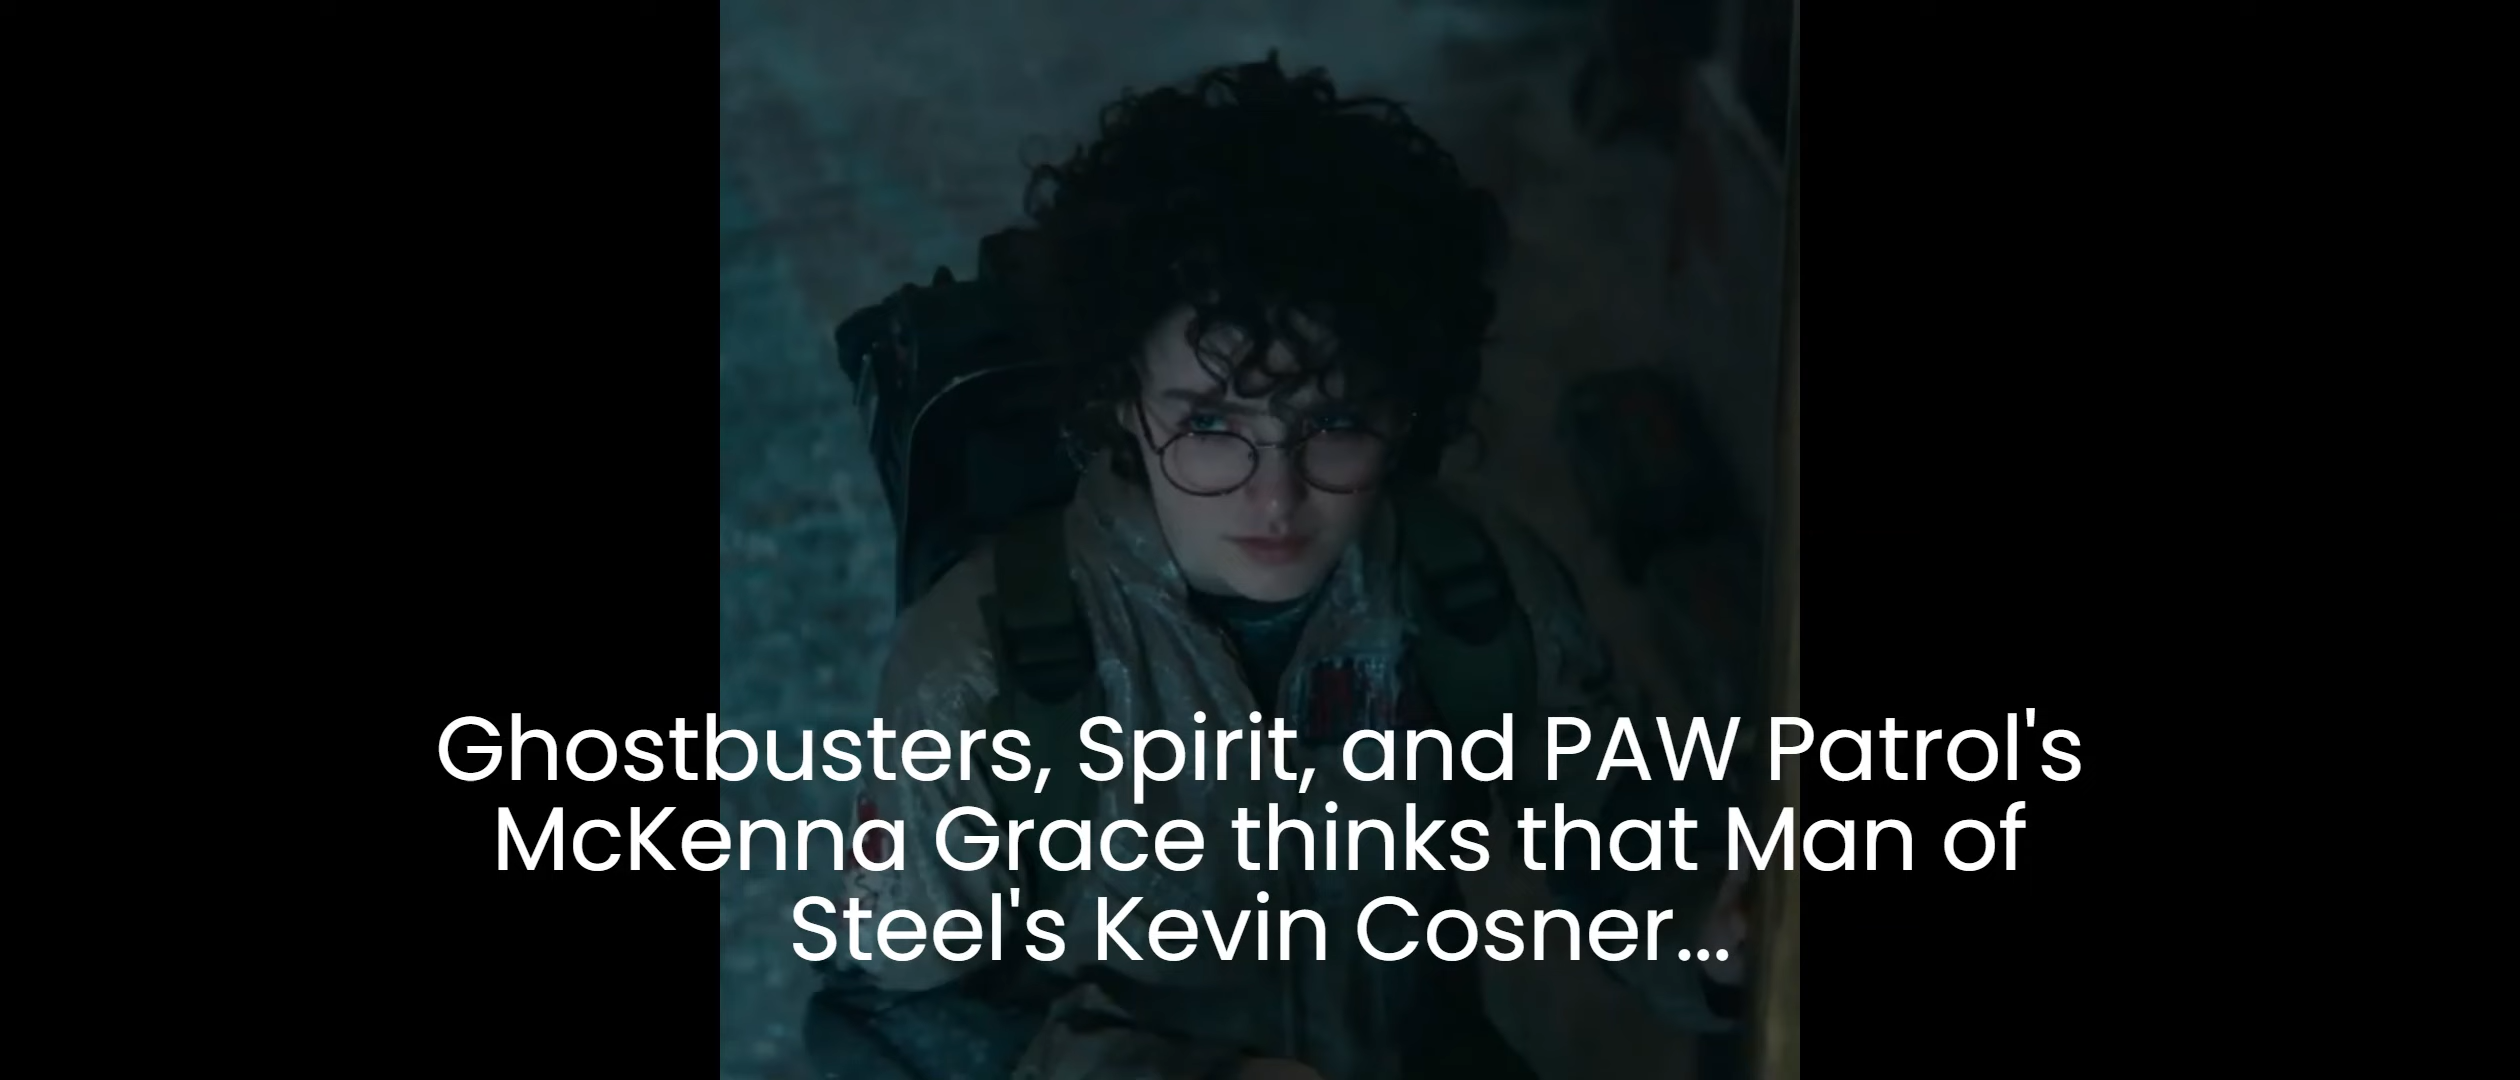 Ghostbusters, Spirit, and PAW Patrol's
McKenna Grace thinks that Man of
Steel's Kevin Cosner...